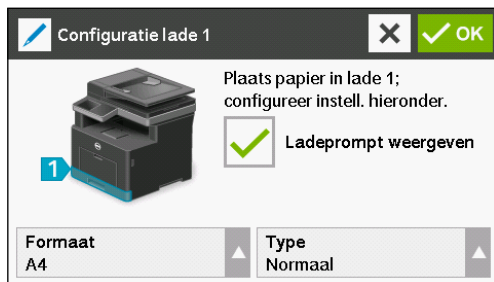 Configuratie lade 1
OK
Plaats papier in lade 1;
configureer instell. hieronder.
Ladeprompt weergeven
1
Formaat
A4
Type
Normaal